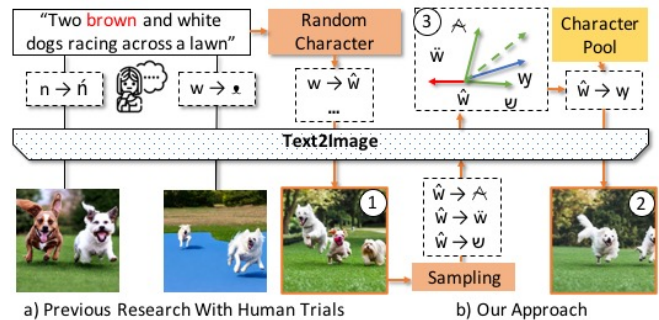 “Two brown and white
dogs racing across a lawn”
n → ń
w → ᴥ
Random
Character
w → ŵ
...
3
ẅ
ŵ
ש
Character
Pool
Text2Image
1
ŵ → ẅ
ŵ → ש
Sampling
2
a) Previous Research With Human Trials
b) Our Approach